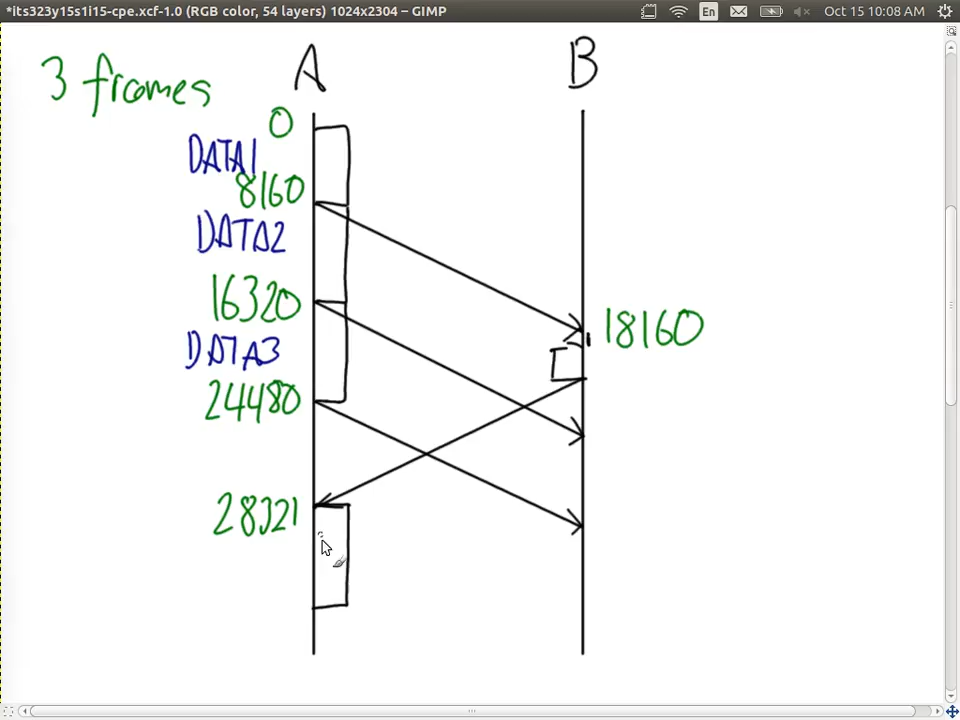 *its323y15s1i15-cpe.xcf-1.0 (RGB color, 54 layers) 1024x2304 – GIMP
En
Oct 15 10:08 AM
3 frames
A
B
0
DATA1
8160
DATA2
16320
18160
DATA3
24480
28321